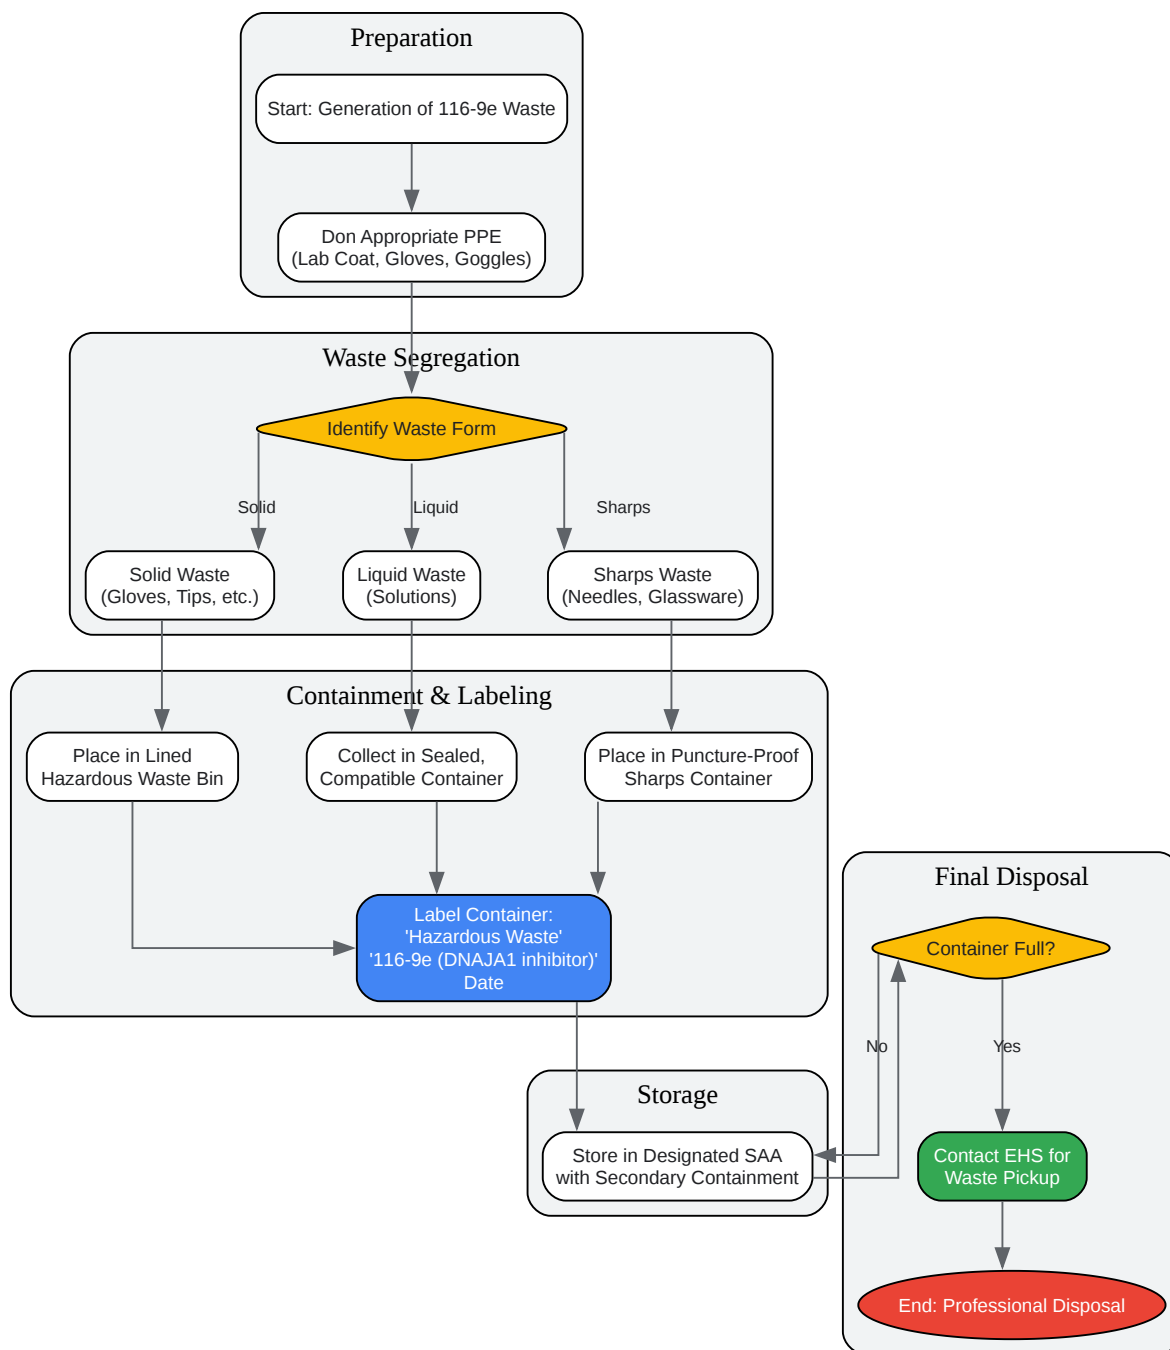 Preparation
Start: Generation of 116-9e Waste
Don Appropriate PPE
(Lab Coat, Gloves, Goggles)
Waste Segregation
Identify Waste Form
Solid
Liquid
Sharps
Solid Waste
(Gloves, Tips, etc.)
Liquid Waste
(Solutions)
Sharps Waste
(Needles, Glassware)
Containment & Labeling
Place in Lined
Hazardous Waste Bin
Collect in Sealed,
Compatible Container
Place in Puncture-Proof
Sharps Container
Label Container:
'Hazardous Waste'
'116-9e (DNAJA1 inhibitor)'
Date
Storage
Store in Designated SAA
with Secondary Containment
Final Disposal
Container Full?
No
Yes
Contact EHS for
Waste Pickup
End: Professional Disposal